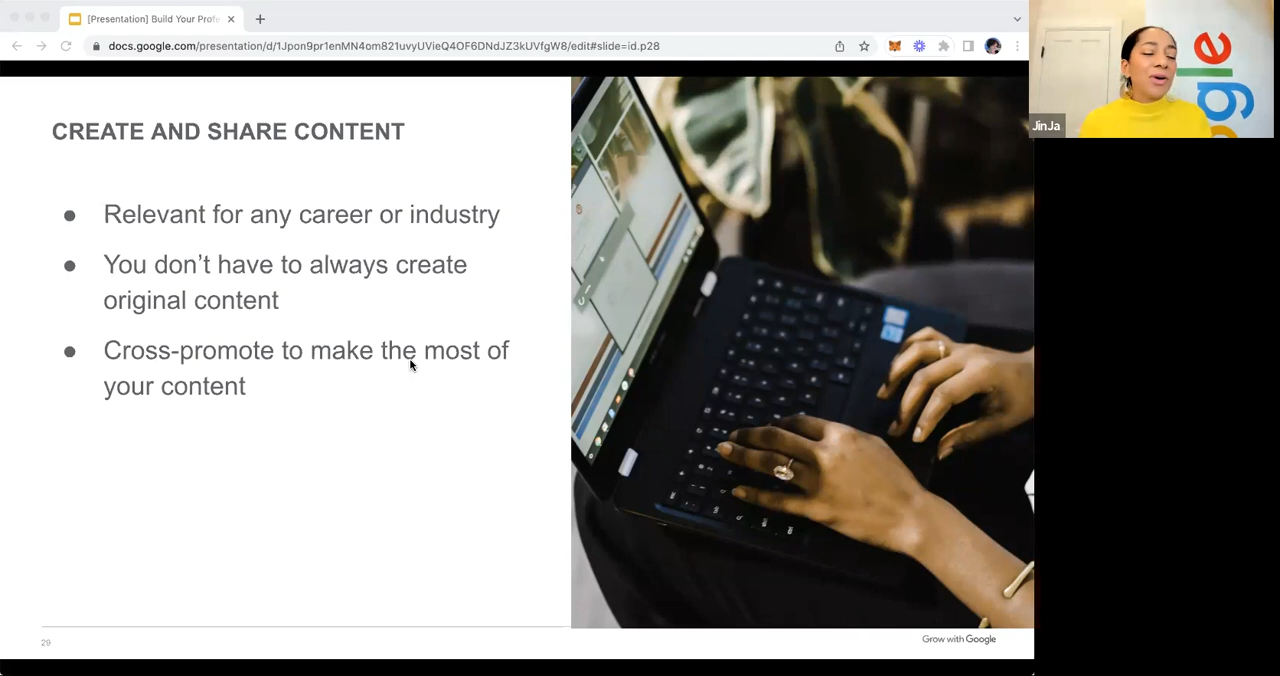 [Presentation] Build Your Profe
docs.google.com/presentation/d/1Jpon9pr1enMN4om821uvyUVieQ4OF6DNdJZ3kUVfgW8/edit#slide=id.p28
gle
JinJa
CREATE AND SHARE CONTENT
● Relevant for any career or industry
● You don’t have to always create
original content
● Cross-promote to make the most of
your content
29
Grow with Google